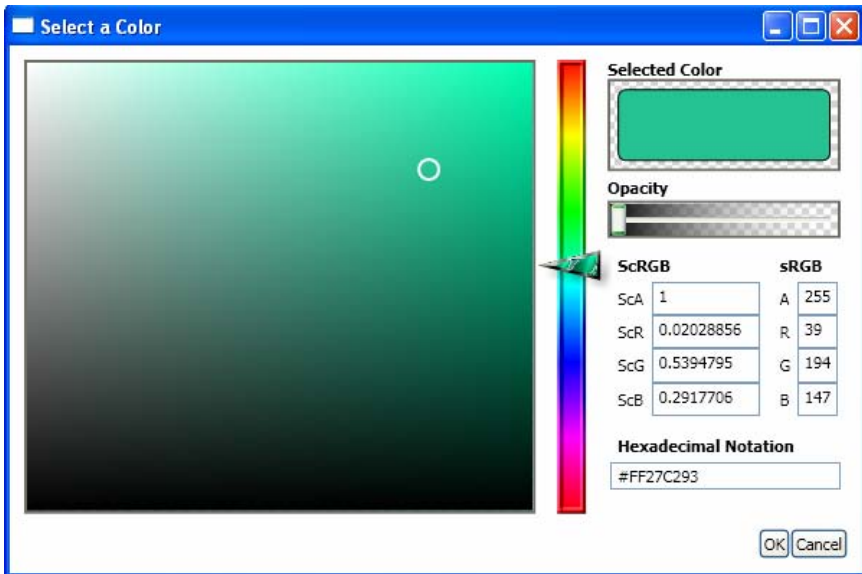 Select a Color
Selected Color
Opacity
ScRGB sRGB
ScA 1 A 255
ScR 0.02028856 R 39
ScG 0.5394795 G 194
ScB 0.2917706 B 147
Hexadecimal Notation
#FF27C293
OK Cancel